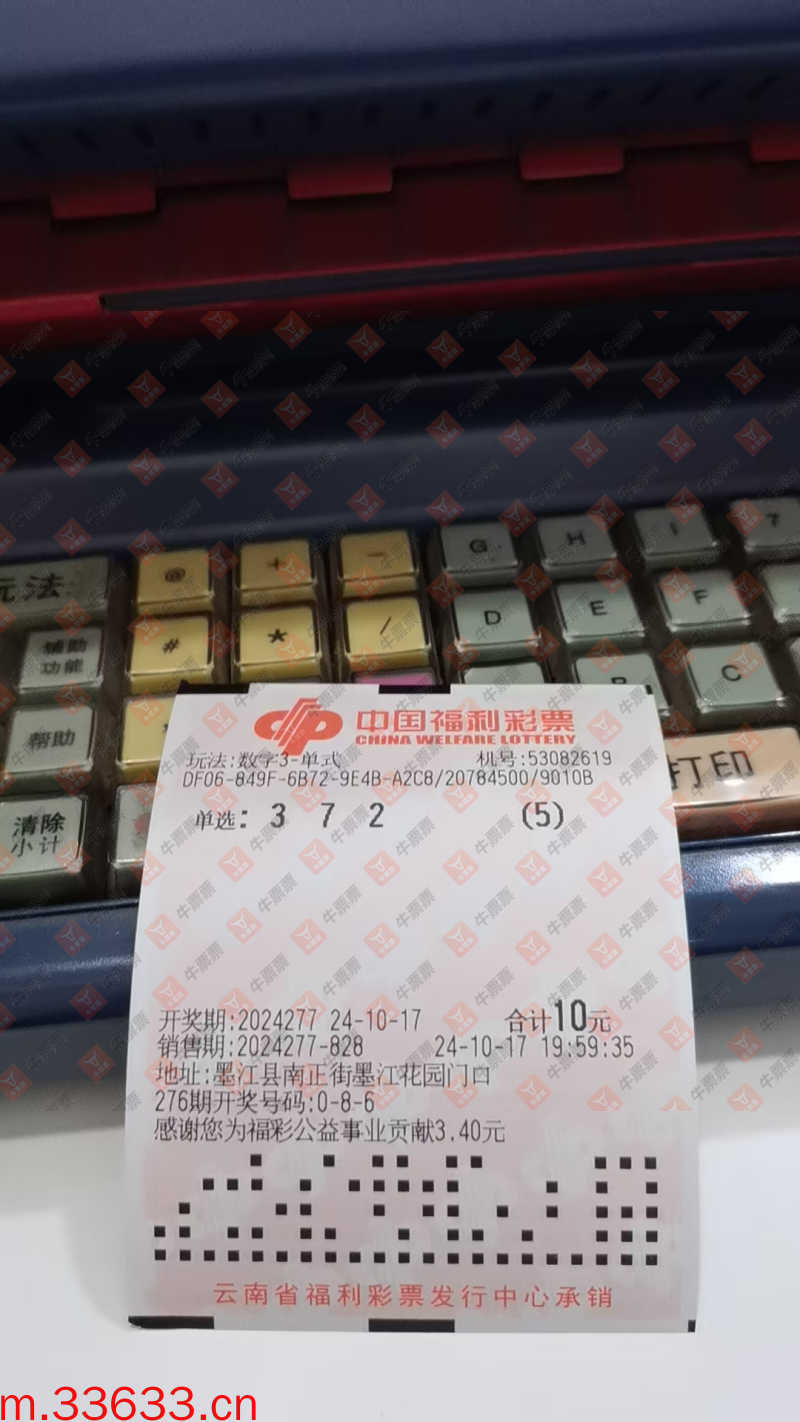 G H I 7
@ + -
玩法
D E F
# * /
辅助
功能
B C
帮助
打印
清除
小计
中国福利彩票
CHINA WELFARE LOTTERY
玩法:数字3-单式 机号:53082619
DF06-849F-6B72-9E4B-A2C8/20784500/9010B
单选: 3 7 2 (5)
开奖期:2024277 24-10-17 合计10元
销售期:2024277-828 24-10-17 19:59:35
地址:墨江县南正街墨江花园门口
276期开奖号码:0-8-6
感谢您为福彩公益事业贡献3.40元
云南省福利彩票发行中心承销
牛票票
m.33633.cn